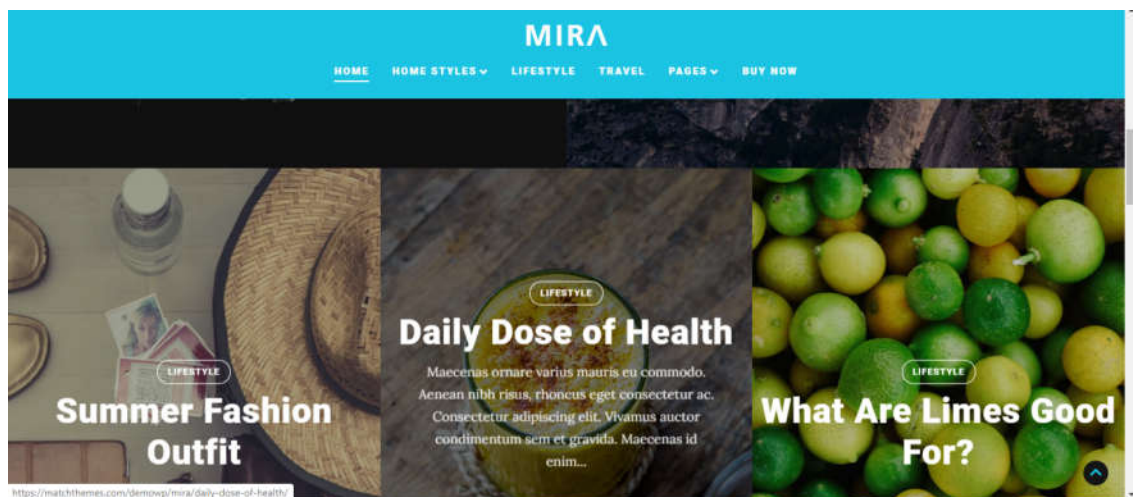 MIRA
HOME HOME STYLES LIFESTYLE TRAVEL PAGES BUY NOW
LIFESTYLE
Summer Fashion
Outfit
LIFESTYLE
Daily Dose of Health
Maecenas ornare varius mauris eu commodo.
Aenean nibh risus, rhoncus eget consectetur ac.
Consectetur adipiscing elit. Vivamus auctor
condimentum sem et gravida. Maecenas id
enim...
LIFESTYLE
What Are Limes Good
For?
https://matchthemes.com/demowp/mira/daily-dose-of-health/